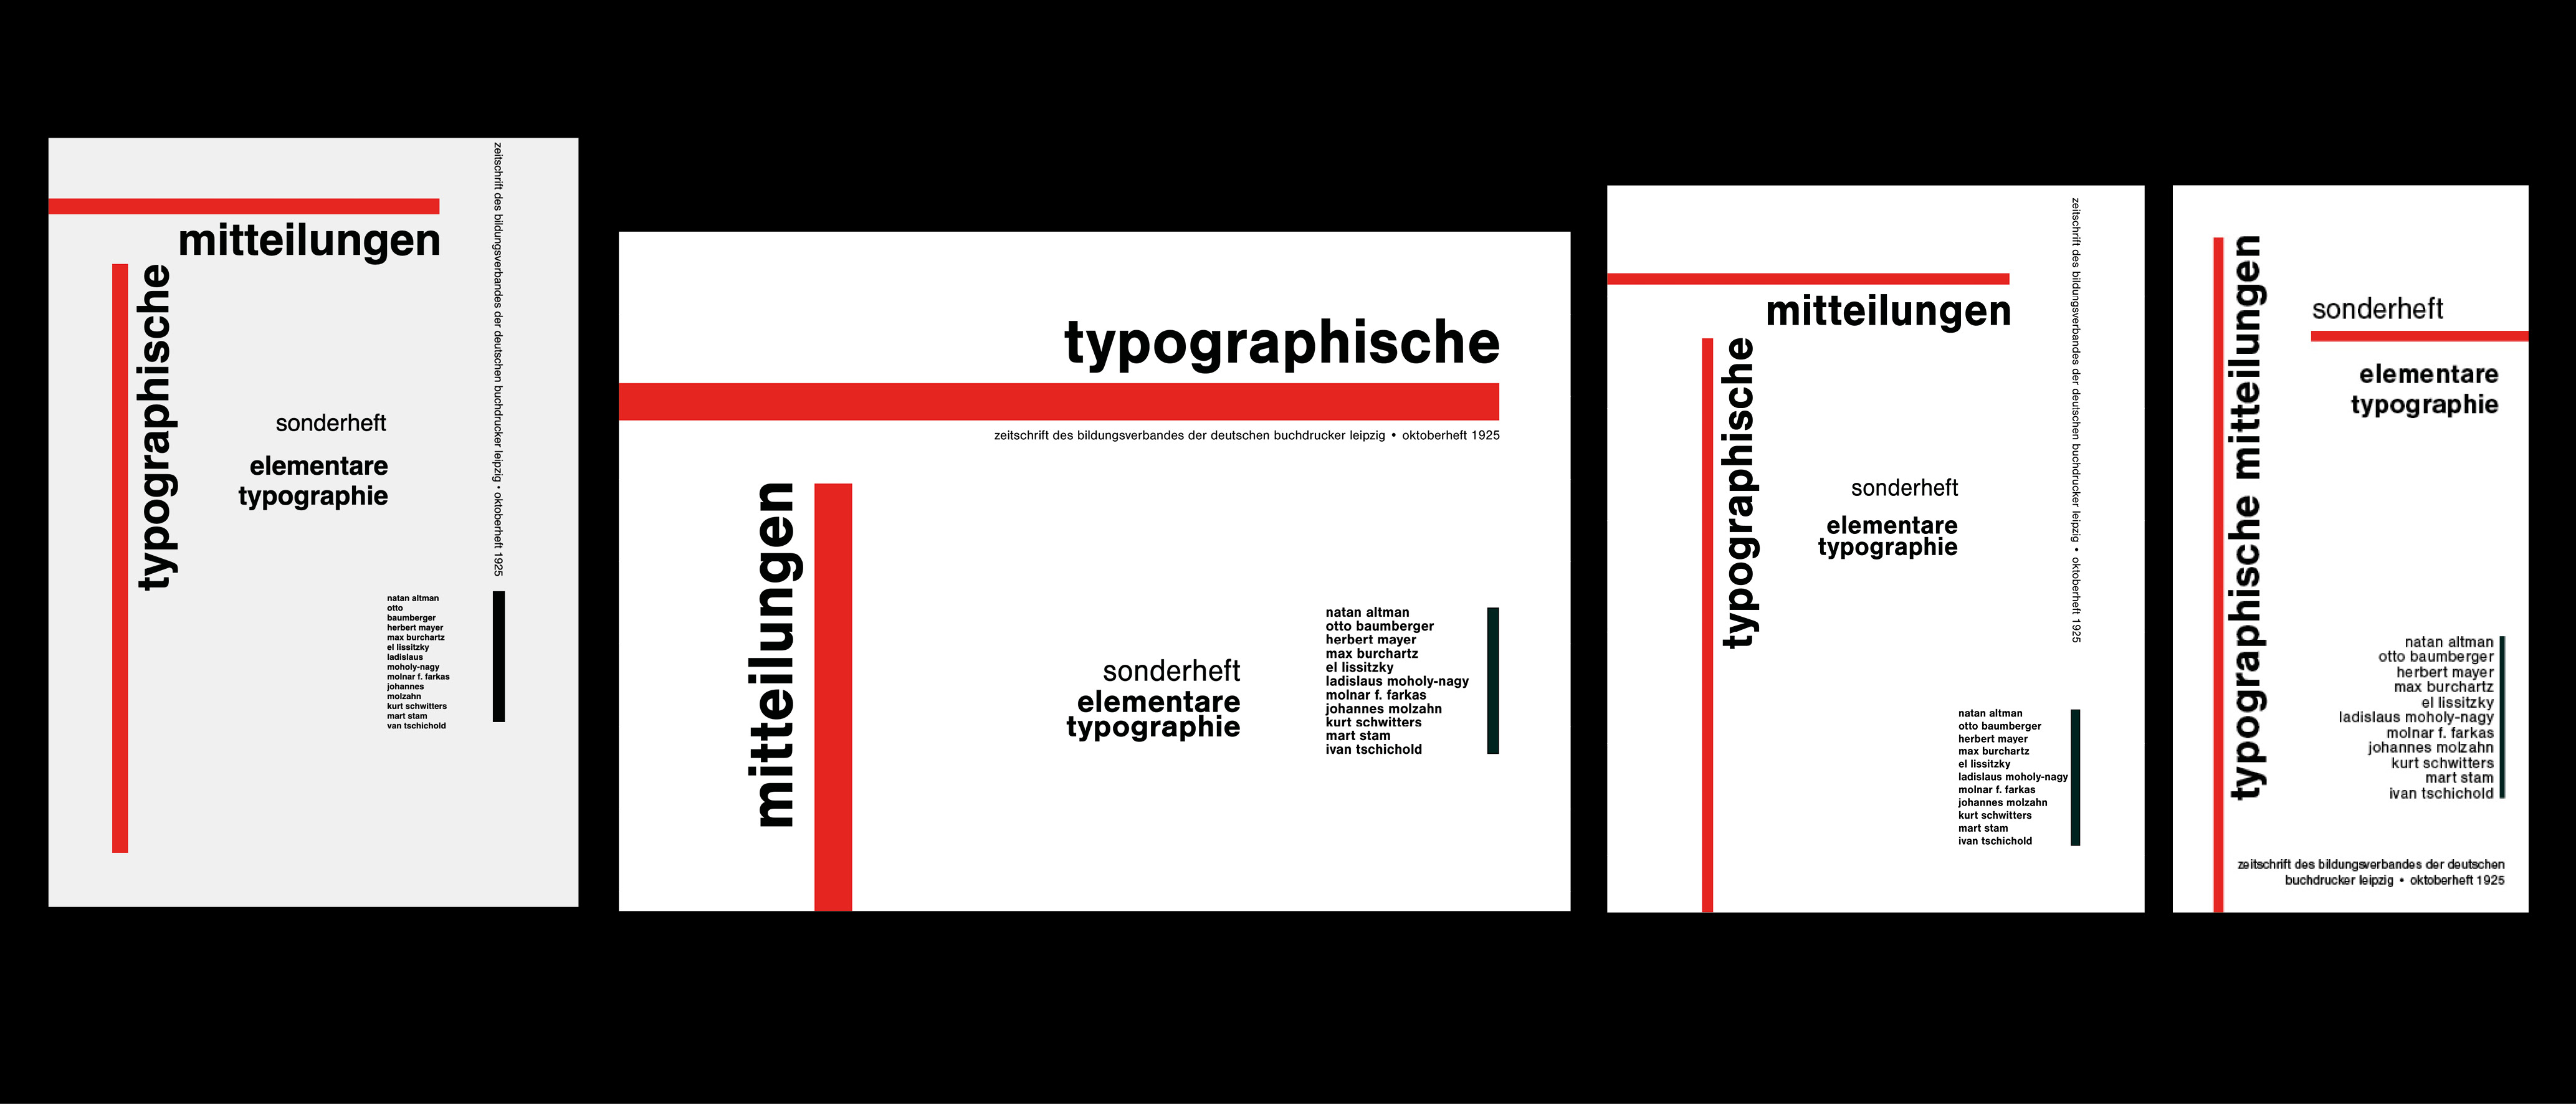 mitteilungen
typographische
zeitschrift des bildungsverbandes der deutschen buchdrucker leipzig • oktoberheft 1925
sonderheft
elementare
typographie
natan altman
otto
baumberger
herbert mayer
max burchartz
el lissitzky
ladislaus
moholy-nagy
molnar f. farkas
johannes
molzahn
kurt schwitters
mart stam
van tschichold
typographische
zeitschrift des bildungsverbandes der deutschen buchdrucker leipzig • oktoberheft 1925
mitteilungen
sonderheft
elementare
typographie
natan altman
otto baumberger
herbert mayer
max burchartz
el lissitzky
ladislaus moholy-nagy
molnar f. farkas
johannes molzahn
kurt schwitters
mart stam
ivan tschichold
mitteilungen
typographische
zeitschrift des bildungsverbandes der deutschen buchdrucker leipzig • oktoberheft 1925
sonderheft
elementare
typographie
natan altman
otto baumberger
herbert mayer
max burchartz
el lissitzky
ladislaus moholy-nagy
molnar f. farkas
johannes molzahn
kurt schwitters
mart stam
ivan tschichold
typographische mitteilungen
sonderheft
elementare
typographie
natan altman
otto baumberger
herbert mayer
max burchartz
el lissitzky
ladislaus moholy-nagy
molnar f. farkas
johannes molzahn
kurt schwitters
mart stam
ivan tschichold
zeitschrift des bildungsverbandes der deutschen
buchdrucker leipzig • oktoberheft 1925